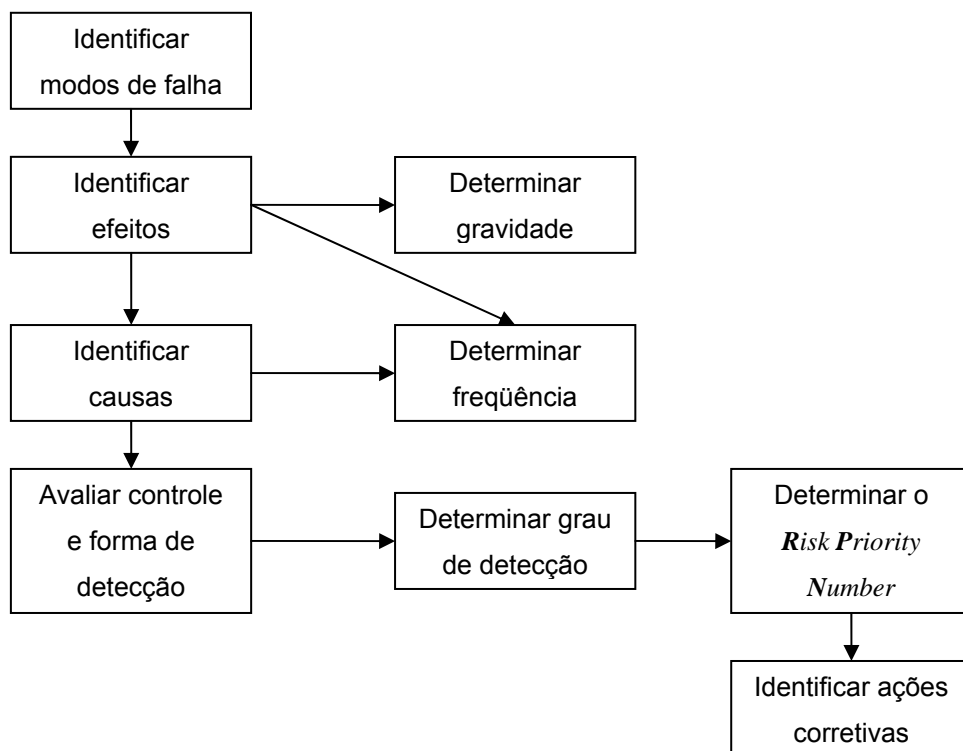 Identificar
modos de falha
Identificar
efeitos
Determinar
gravidade
Identificar
causas
Determinar
freqüência
Avaliar controle
e forma de
detecção
Determinar grau
de detecção
Determinar o
Risk Priority
Number
Identificar ações
corretivas